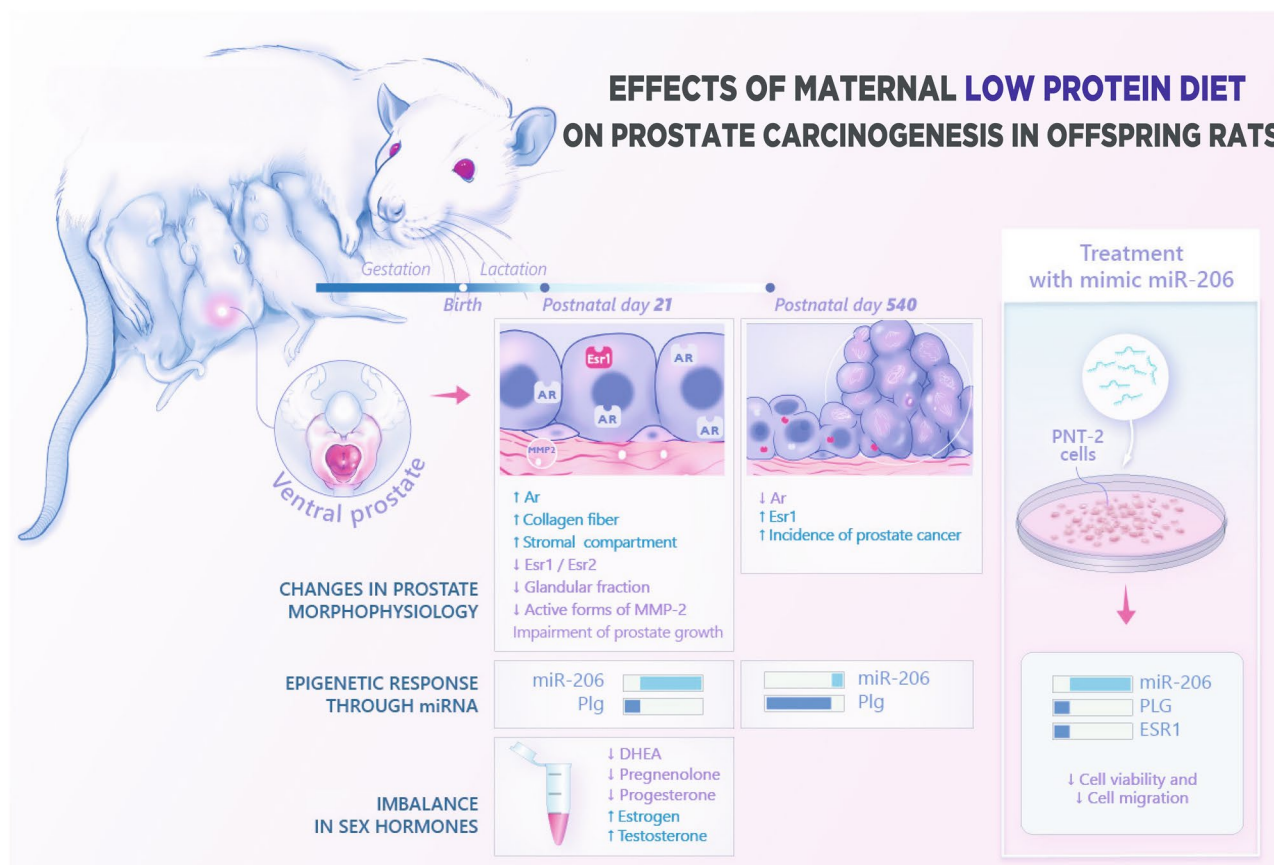 EFFECTS OF MATERNAL LOW PROTEIN DIET
ON PROSTATE CARCINOGENESIS IN OFFSPRING RATS
Gestation
Lactation
Birth
Postnatal day 21
Postnatal day 540
Ventral prostate
Esr1
AR
AR
AR
AR
MMP2
CHANGES IN PROSTATE
MORPHOPHYSIOLOGY
↑ Ar
↑ Collagen fiber
↑ Stromal compartment
↓ Esr1 / Esr2
↓ Glandular fraction
↓ Active forms of MMP-2
Impairment of prostate growth
↓ Ar
↑ Esr1
↑ Incidence of prostate cancer
EPIGENETIC RESPONSE
THROUGH miRNA
miR-206
Plg
miR-206
Plg
IMBALANCE
IN SEX HORMONES
↓ DHEA
↓ Pregnenolone
↓ Progesterone
↑ Estrogen
↑ Testosterone
Treatment
with mimic miR-206
PNT-2
cells
miR-206
PLG
ESR1
↓ Cell viability and
↓ Cell migration